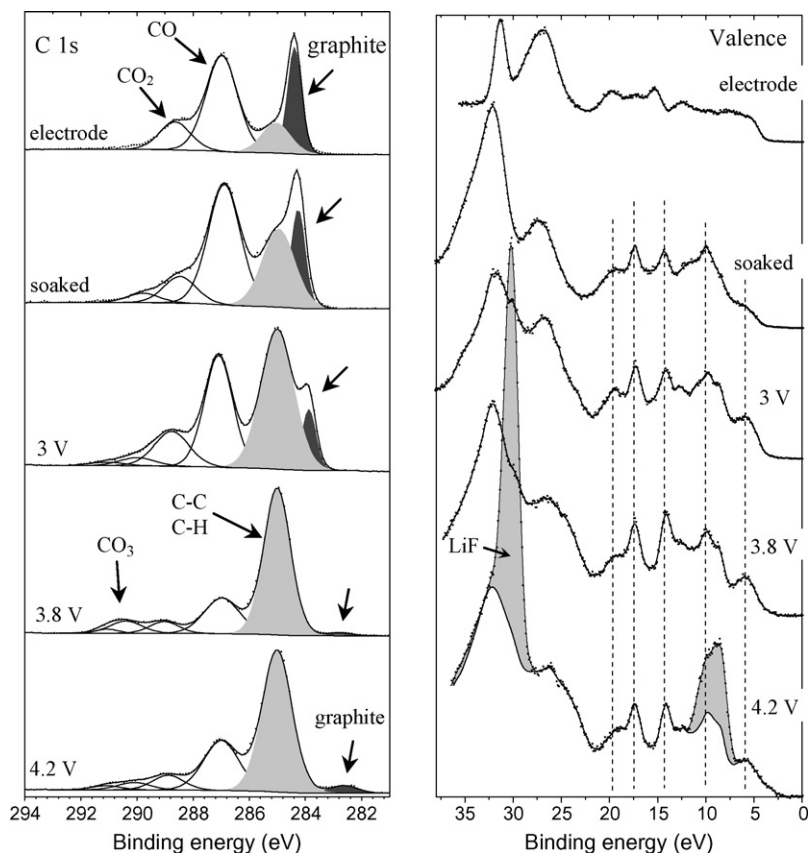 C 1s
CO
graphite
CO2
electrode
soaked
3 V
C-C
C-H
CO3
3.8 V
graphite
4.2 V
294 292 290 288 286 284 282
Binding energy (eV)
Valence
electrode
soaked
3 V
3.8 V
LiF
4.2 V
35 30 25 20 15 10 5 0
Binding energy (eV)